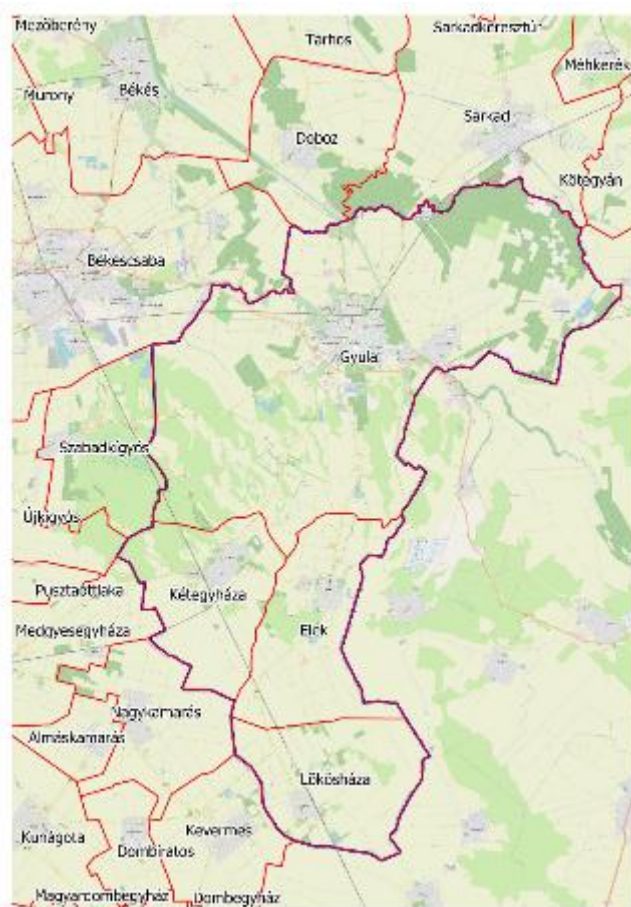 Mezőberény
Tarhos
Sarkadkeresztúr
Méhkerék
Murony
Békés
Doboz
Sarkad
Kötegyán
Békéscsaba
Gyula
Szabadkígyós
Újkígyós
Pusztaottlaka
Kétegyháza
Medgyesegyháza
Elek
Nagykamarás
Almáskamarás
Lőkösháza
Kunágota
Dombiratos
Kevermes
Magyardombegyház
Dombegyház